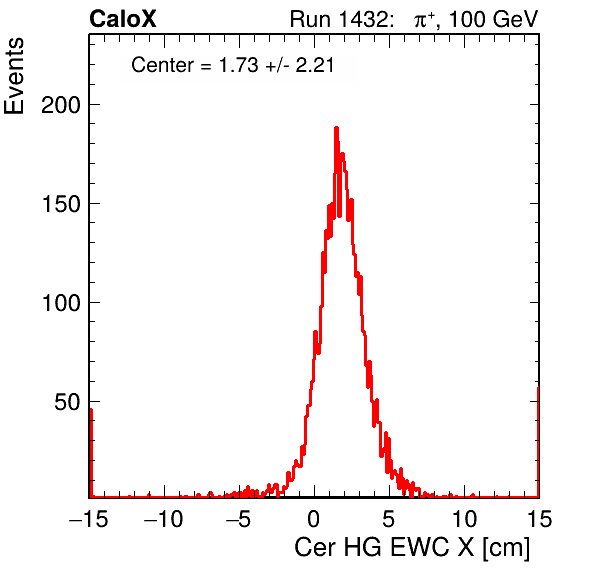 CaloX Run 1432: π⁺, 100 GeV
Center = 1.73 +/- 2.21
Events
200
150
100
50
−15 −10 −5 0 5 10 15
Cer HG EWC X [cm]